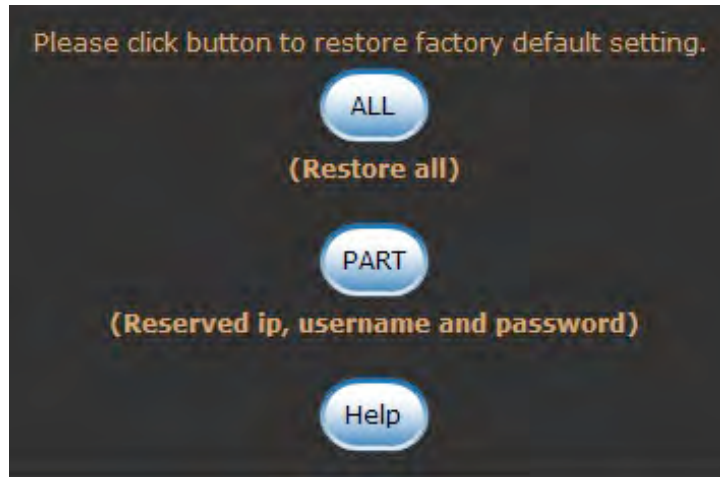 Please click button to restore factory default setting.
ALL
(Restore all)
PART
(Reserved ip, username and password)
Help